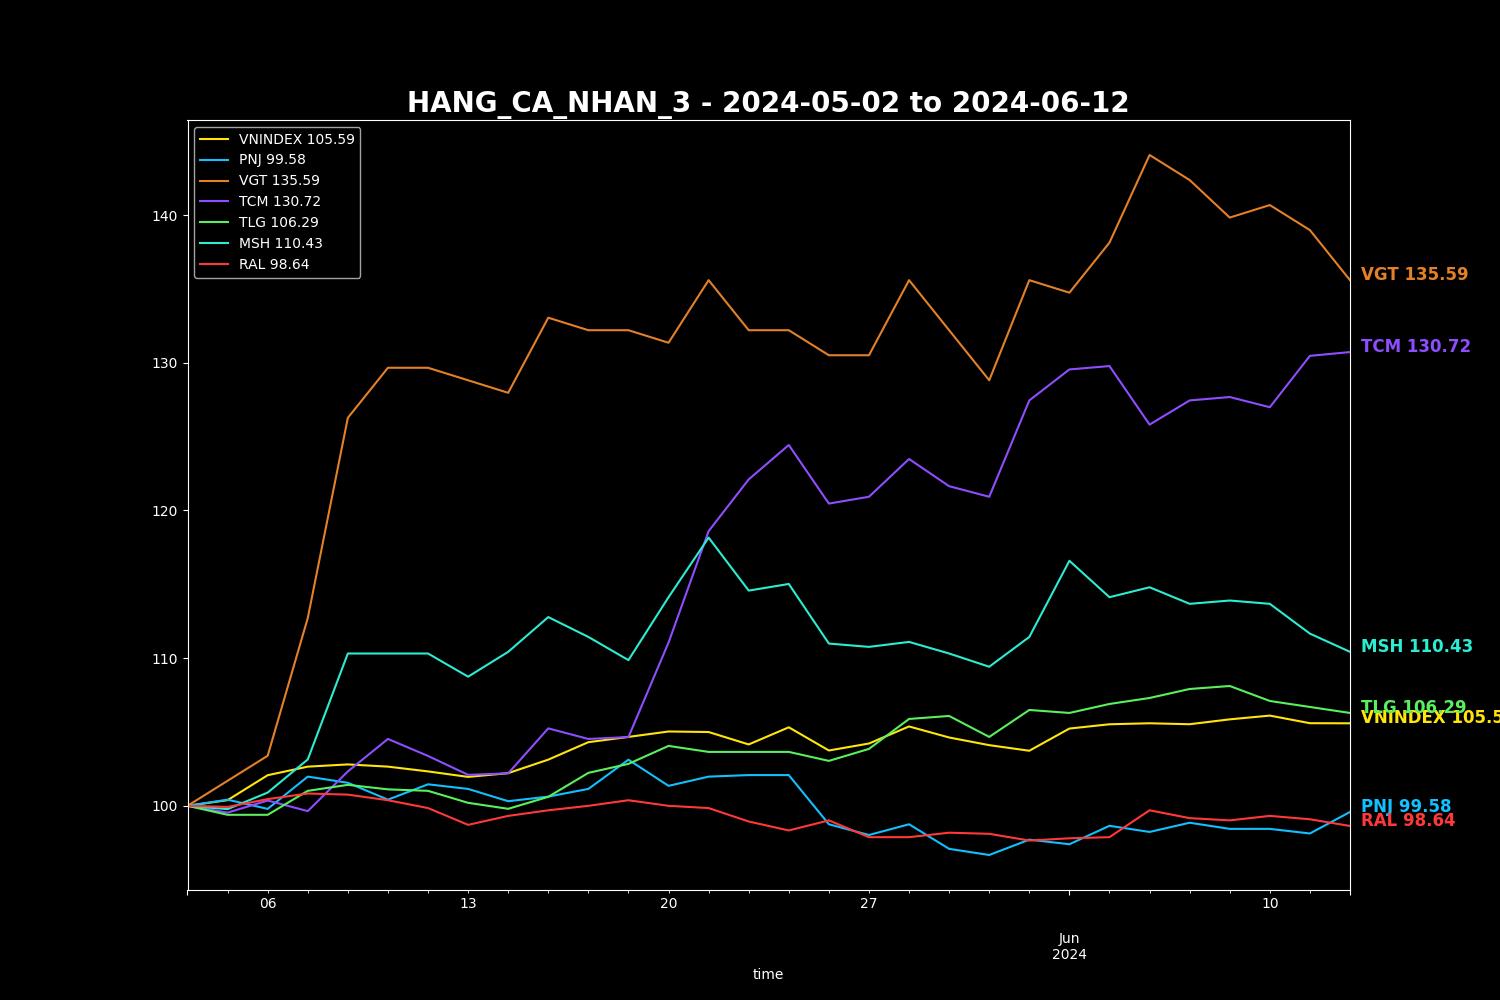 HANG_CA_NHAN_3 - 2024-05-02 to 2024-06-12
VNINDEX 105.59
PNJ 99.58
VGT 135.59
TCM 130.72
TLG 106.29
MSH 110.43
RAL 98.64
140
130
120
110
100
VGT 135.59
TCM 130.72
MSH 110.43
TLG 106.29
VNINDEX 105.5
PNJ 99.58
RAL 98.64
06
13
20
27
10
Jun
2024
time